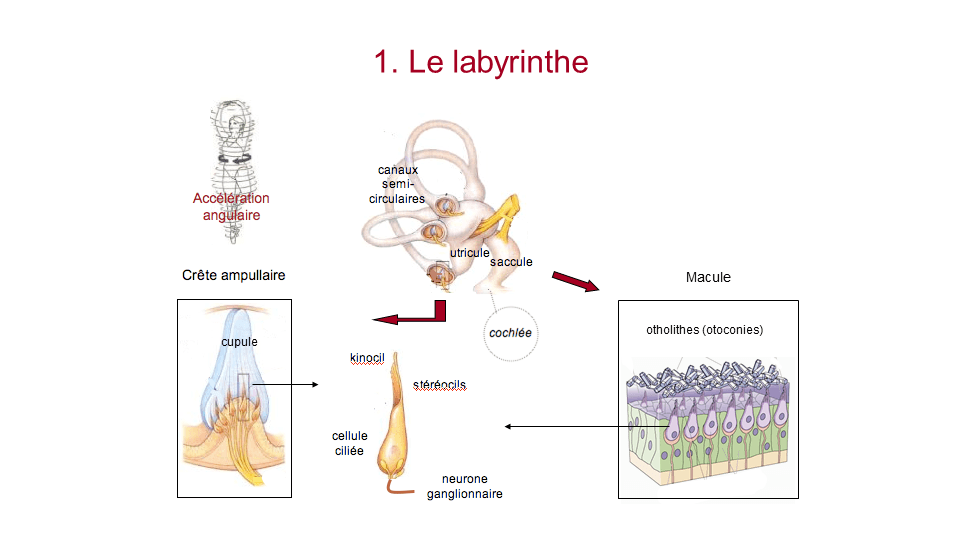 1. Le labyrinthe
canaux
semi-
circulaires
Accélération
angulaire
utricule
saccule
Crête ampullaire
Macule
otholithes (otoconies)
cochlée
cupule
kinocil
stéréocils
cellule
ciliée
neurone
ganglionnaire